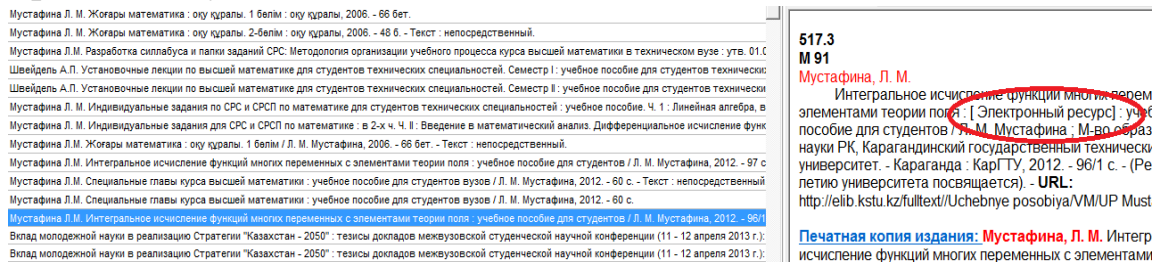 Мустафина Л. М. Жоғары математика : оқу құралы. 1 бөлім : оқу құралы, 2006. - 66 бет.
Мустафина Л. М. Жоғары математика : оқу құралы. 2-бөлім : оқу құралы, 2006. - 48 б. - Текст : непосредственный.
Мустафина Л.М. Разработка силлабуса и папки заданий СРС: Методология организации учебного процесса курса высшей математики в техническом вузе : утв. 01.0
Швейдель А.П. Установочные лекции по высшей математике для студентов технических специальностей. Семестр I : учебное пособие для студентов технически
Швейдель А.П. Установочные лекции по высшей математике для студентов технических специальностей. Семестр II : учебное пособие для студентов технически
Мустафина Л. М. Индивидуальные задания по СРС и СРСП по математике для студентов технических специальностей : учебное пособие. Ч. 1 : Линейная алгебра, в
Мустафина Л. М. Индивидуальные задания для СРС и СРСП по математике : в 2-х ч. Ч. II : Введение в математический анализ. Дифференциальное исчисление функ
Мустафина Л.М. Жоғары математика : оқу құралы. 1 бөлім / Л. М. Мустафина, 2006. - 66 бет. - Текст : непосредственный.
Мустафина Л.М. Интегральное исчисление функций многих переменных с элементами теории поля : учебное пособие для студентов / Л. М. Мустафина, 2012. - 97 с
Мустафина Л.М. Специальные главы курса высшей математики : учебное пособие для студентов вузов / Л. М. Мустафина, 2012. - 60 с. - Текст : непосредственный
Мустафина Л.М. Специальные главы курса высшей математики : учебное пособие для студентов вузов / Л. М. Мустафина, 2012. - 60 с.
Мустафина Л.М. Интегральное исчисление функций многих переменных с элементами теории поля : учебное пособие для студентов / Л. М. Мустафина, 2012. - 96/1
Вклад молодежной науки в реализацию Стратегии "Казахстан - 2050" : тезисы докладов межвузовской студенческой научной конференции (11 - 12 апреля 2013 г.):
Вклад молодежной науки в реализацию Стратегии "Казахстан - 2050" : тезисы докладов межвузовской студенческой научной конференции (11 - 12 апреля 2013 г.):
517.3
М 91
Мустафина, Л. М.
Интегральное исчисление функций многих перем
элементами теории поля : [ Электронный ресурс] : учеб
пособие для студентов / Л. М. Мустафина ; М-во образ
науки РК, Карагандинский государственный технически
университет. - Караганда : КарГТУ, 2012. - 96/1 с. - (Ре
летию университета посвящается). - URL:
http://elib.kstu.kz/fulltext//Uchebnye posobiya/VM/UP Must
Печатная копия издания: Мустафина, Л. М. Интегр
исчисление функций многих переменных с элементами